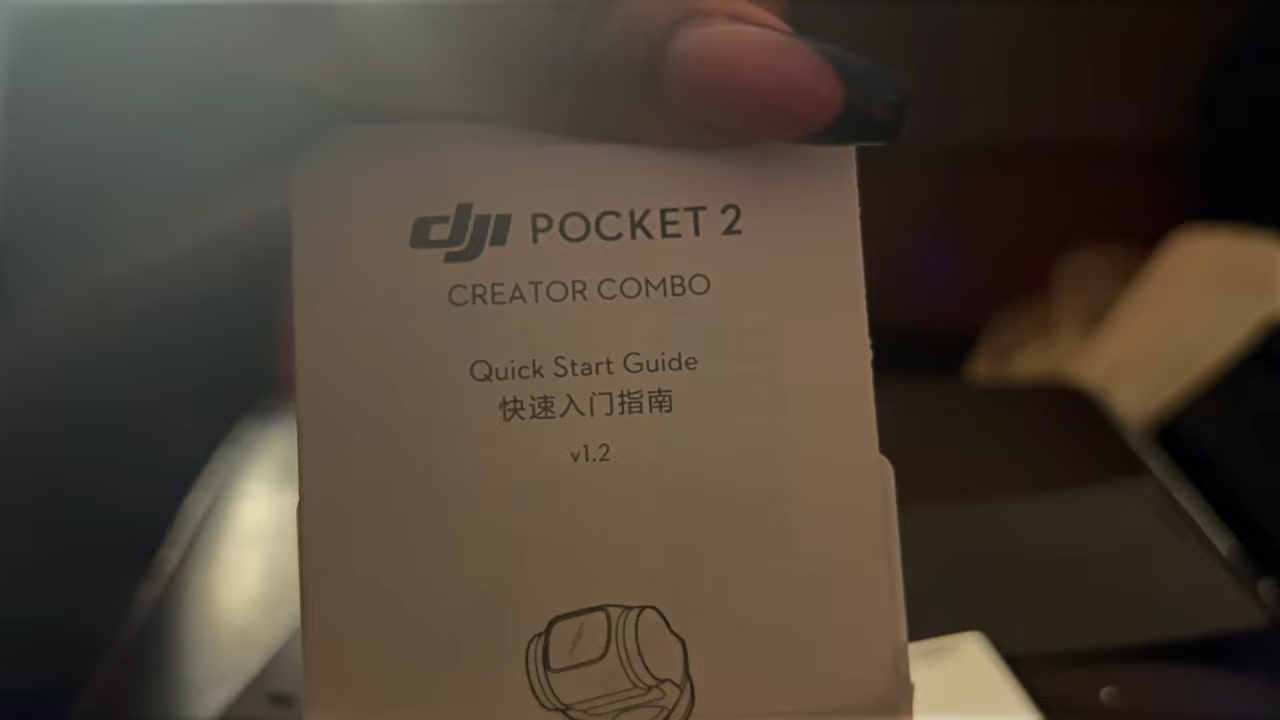 dji POCKET 2
CREATOR COMBO
Quick Start Guide
快速入门指南
v1.2